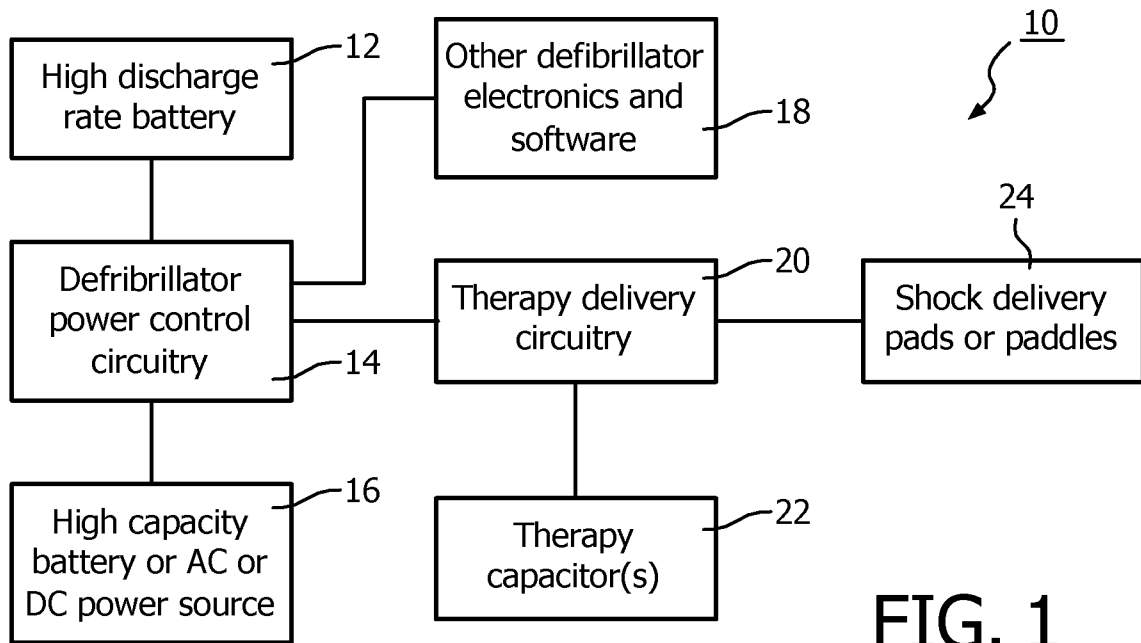 High discharge
rate battery
12
Other defibrillator
electronics and
software
18
10
Defribrillator
power control
circuitry
14
Therapy delivery
circuitry
20
24
Shock delivery
pads or paddles
High capacity
battery or AC or
DC power source
16
Therapy
capacitor(s)
22
FIG. 1